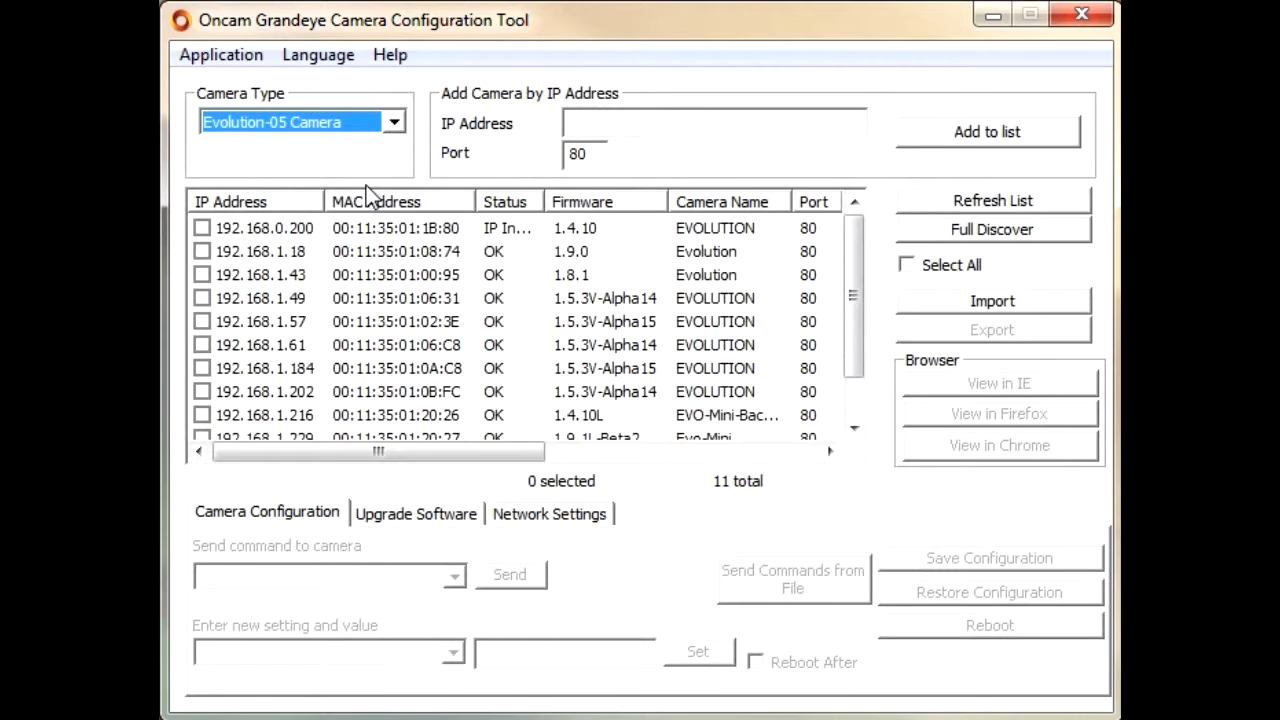 Oncam Grandeye Camera Configuration Tool
Application Language Help
Camera Type
Evolution-05 Camera
Add Camera by IP Address
IP Address
Port 80
Add to list
IP Address MAC Address Status Firmware Camera Name Port
192.168.0.200 00:11:35:01:1B:80 IP In... 1.4.10 EVOLUTION 80
192.168.1.18 00:11:35:01:08:74 OK 1.9.0 Evolution 80
192.168.1.43 00:11:35:01:00:95 OK 1.8.1 Evolution 80
192.168.1.49 00:11:35:01:06:31 OK 1.5.3V-Alpha14 EVOLUTION 80
192.168.1.57 00:11:35:01:02:3E OK 1.5.3V-Alpha15 EVOLUTION 80
192.168.1.61 00:11:35:01:06:C8 OK 1.5.3V-Alpha14 EVOLUTION 80
192.168.1.184 00:11:35:01:0A:C8 OK 1.5.3V-Alpha15 EVOLUTION 80
192.168.1.202 00:11:35:01:0B:FC OK 1.5.3V-Alpha14 EVOLUTION 80
192.168.1.216 00:11:35:01:20:26 OK 1.4.10L EVO-Mini-Bac... 80
192.168.1.229 00:11:35:01:20:27 OK 1.9.1L-Beta2 Evo-Mini 80
Refresh List
Full Discover
Select All
Import
Export
Browser
View in IE
View in Firefox
View in Chrome
0 selected 11 total
Camera Configuration Upgrade Software Network Settings
Send command to camera
Send
Send Commands from
File
Save Configuration
Restore Configuration
Reboot
Enter new setting and value
Set
Reboot After